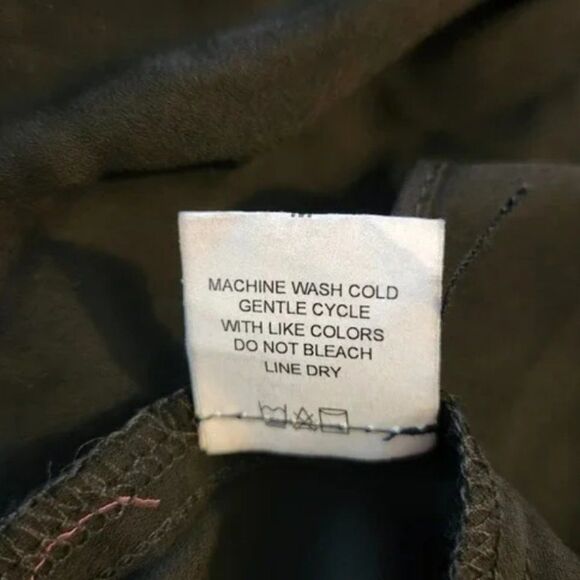 MACHINE WASH COLD
GENTLE CYCLE
WITH LIKE COLORS
DO NOT BLEACH
LINE DRY